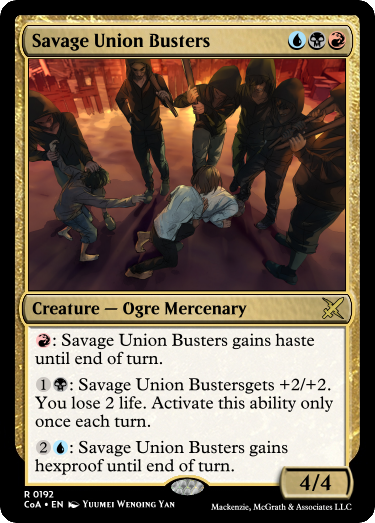 Savage Union Busters
Creature — Ogre Mercenary
: Savage Union Busters gains haste
until end of turn.
1 : Savage Union Bustersgets +2/+2.
You lose 2 life. Activate this ability only
once each turn.
2 : Savage Union Busters gains
hexproof until end of turn.
4/4
R 0192
CoA • EN Yuumei Wenqing Yan
Mackenzie, McGrath & Associates LLC